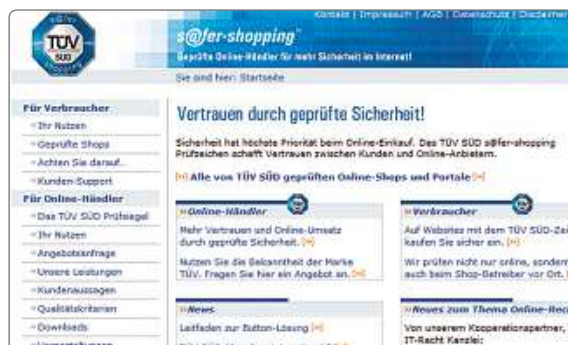 Kontakt | Impressum | AGB | Datenschutz | Disclaimer
TÜV
SÜD
s@fer-shopping
Geprüfte Online-Händler für mehr Sicherheit im Internet!
Sie sind hier: Startseite
Für Verbraucher
Ihr Nutzen
Geprüfte Shops
Achten Sie darauf...
Kunden-Support
Für Online-Händler
Das TÜV SÜD Prüfsiegel
Ihr Nutzen
Angebotsanfrage
Unsere Leistungen
Kundenaussagen
Qualitätskriterien
Downloads
Vertrauen durch geprüfte Sicherheit!
Sicherheit hat höchste Priorität beim Online-Einkauf. Das TÜV SÜD s@fer-shopping
Prüfzeichen schafft Vertrauen zwischen Kunden und Online-Anbietern.
Alle von TÜV SÜD geprüften Online-Shops und Portale
Online-Händler
Mehr Vertrauen und Online-Umsatz
durch geprüfte Sicherheit.
Nutzen Sie die Bekanntheit der Marke
TÜV. Fragen Sie hier ein Angebot an.
News
Leitfaden zur Button-Lösung
Verbraucher
Auf Websites mit dem TÜV SÜD-Zei
kaufen Sie sicher ein.
Wir prüfen nicht nur online, sondern
auch beim Shop-Betreiber vor Ort.
Neues zum Thema Online-Rec
Von unserem Kooperationspartner,
IT-Recht Kanzlei: